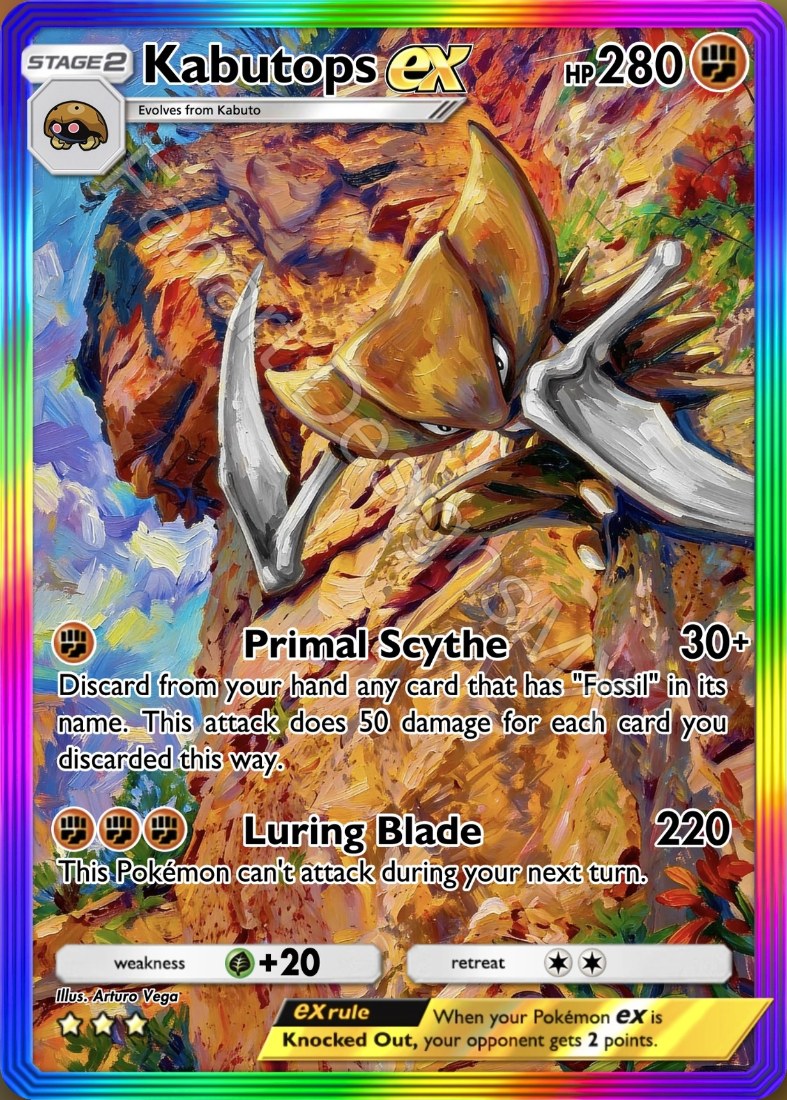 STAGE2 Kabutops ex HP 280
Evolves from Kabuto
Primal Scythe 30+
Discard from your hand any card that has "Fossil" in its
name. This attack does 50 damage for each card you
discarded this way.
Luring Blade 220
This Pokémon can't attack during your next turn.
weakness +20 retreat
Illus. Arturo Vega
ex rule When your Pokémon ex is
Knocked Out, your opponent gets 2 points.